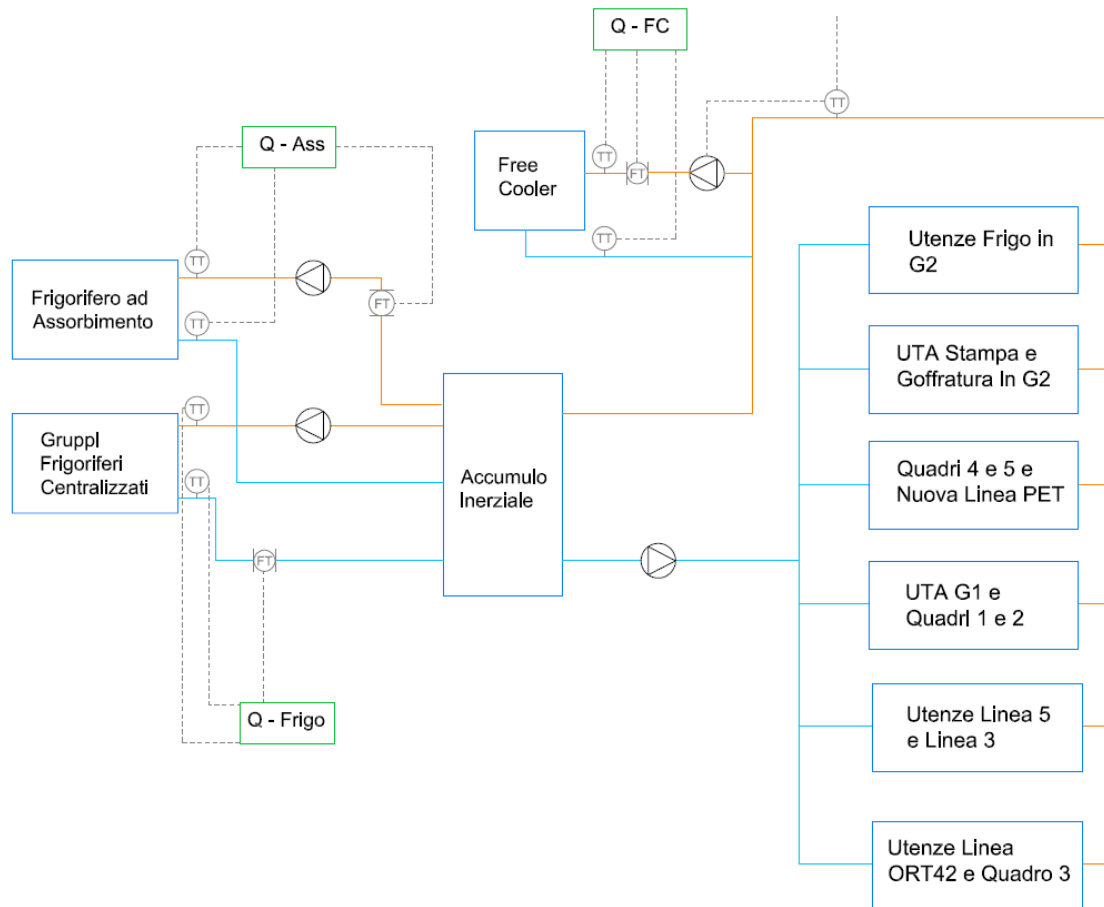 Q - FC
TT
Q - Ass
TT
FT
Free
Cooler
TT
TT
Utenze Frigo in
G2
TT
Frigorifero ad
Assorbimento
FT
TT
UTA Stampa e
Goffratura In G2
TT
Gruppl
Frigoriferi
Centralizzati
TT
Accumulo
Inerziale
Quadri 4 e 5 e
Nuova Linea PET
FT
UTA G1 e
Quadrl 1 e 2
Q - Frigo
Utenze Linea 5
e Linea 3
Utenze Linea
ORT42 e Quadro 3